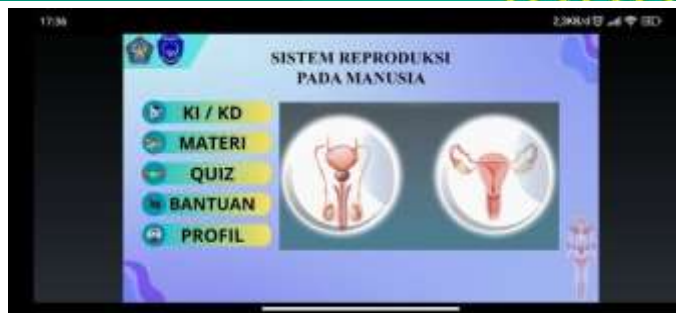 17:36
SISTEM REPRODUKSI
PADA MANUSIA
KI / KD
MATERI
QUIZ
BANTUAN
PROFIL